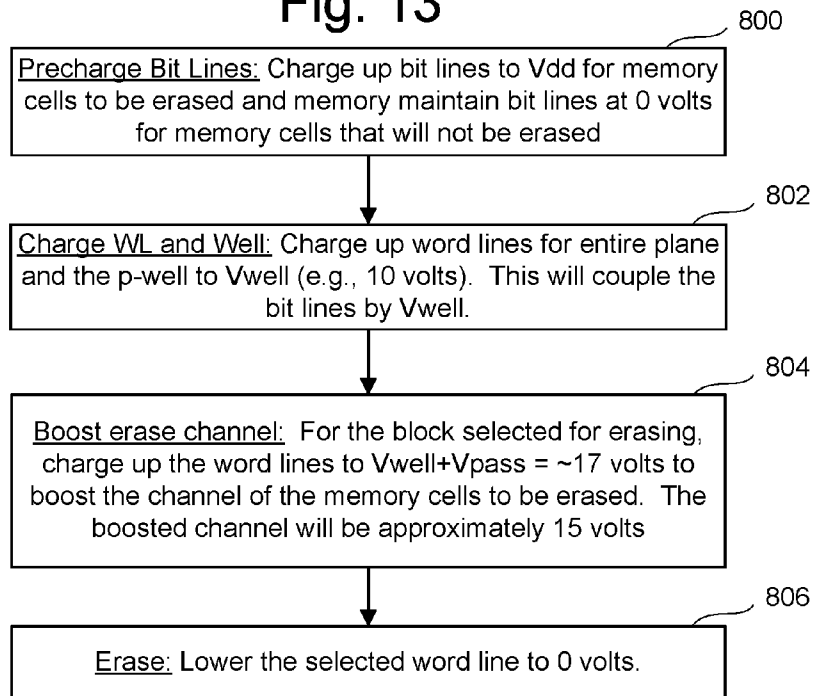 Fig. 13
800
Precharge Bit Lines: Charge up bit lines to Vdd for memory
cells to be erased and memory maintain bit lines at 0 volts
for memory cells that will not be erased
802
Charge WL and Well: Charge up word lines for entire plane
and the p-well to Vwell (e.g., 10 volts). This will couple the
bit lines by Vwell.
804
Boost erase channel: For the block selected for erasing,
charge up the word lines to Vwell+Vpass = ~17 volts to
boost the channel of the memory cells to be erased. The
boosted channel will be approximately 15 volts
806
Erase: Lower the selected word line to 0 volts.